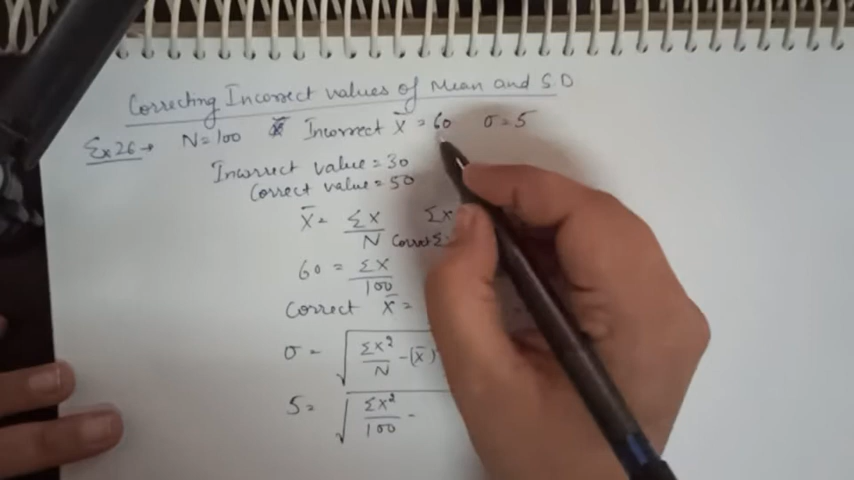 Correcting Incorrect values of Mean and S.D
Ex 26 → N=100 Incorrect X̄ = 60 σ = 5
Incorrect value = 30
Correct value = 50
X̄ = ΣX/N ΣX
Correct Σ
60 = ΣX/100
Correct X̄ =
σ = √ΣX²/N - (X̄)
5 = √ΣX²/100 -